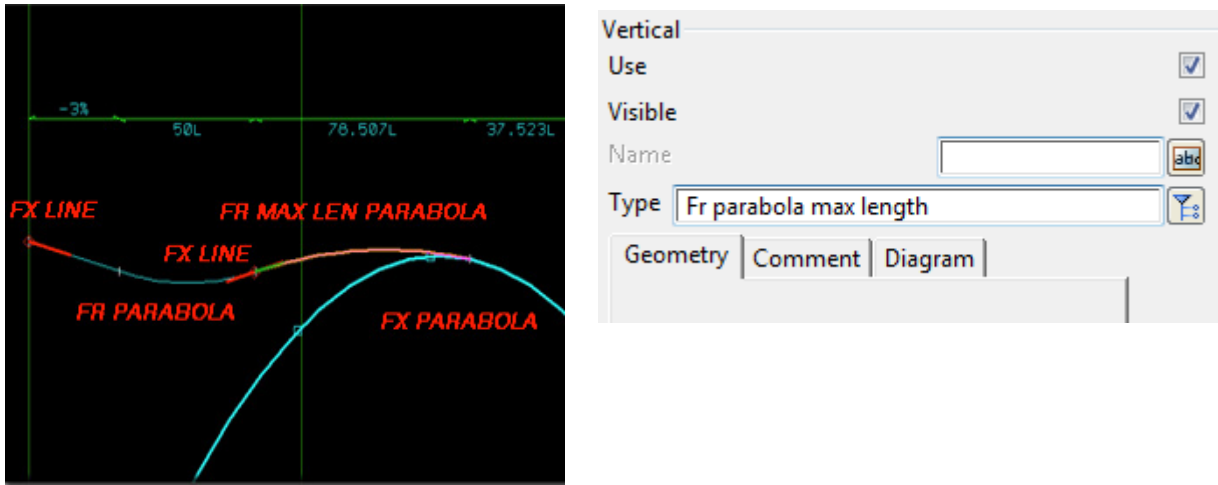 -3%
50L
78.507L
37.523L
FX LINE
FR MAX LEN PARABOLA
FX LINE
FR PARABOLA
FX PARABOLA
Vertical
Use
Visible
Name
abc
Type
Fr parabola max length
Geometry
Comment
Diagram